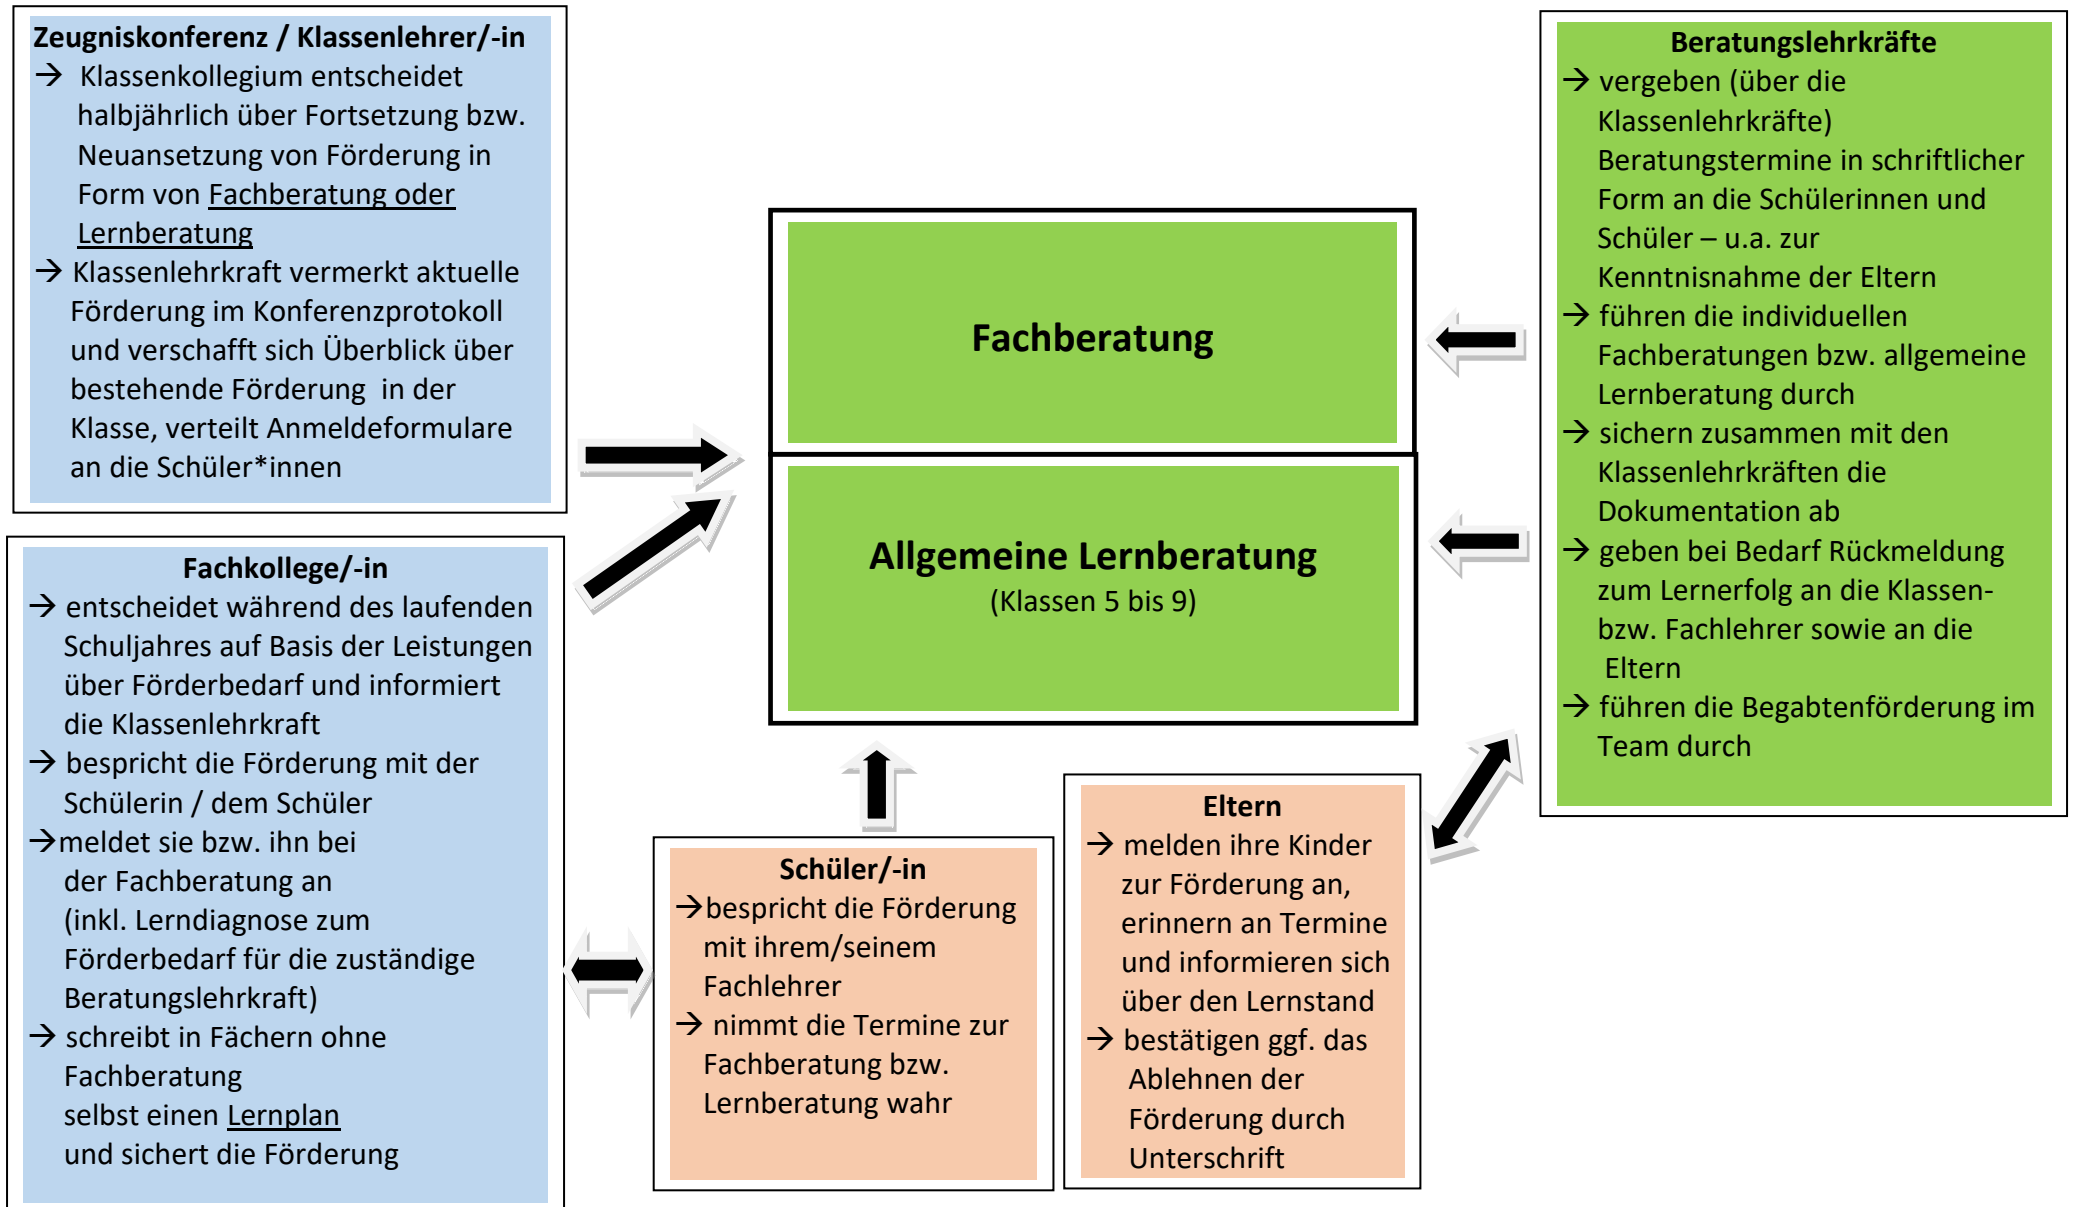 Zeugniskonferenz / Klassenlehrer/-in
→ Klassenkollegium entscheidet
halbjährlich über Fortsetzung bzw.
Neuansetzung von Förderung in
Form von Fachberatung oder
Lernberatung
→ Klassenlehrkraft vermerkt aktuelle
Förderung im Konferenzprotokoll
und verschafft sich Überblick über
bestehende Förderung in der
Klasse, verteilt Anmeldeformulare
an die Schüler*innen
Fachkollege/-in
→ entscheidet während des laufenden
Schuljahres auf Basis der Leistungen
über Förderbedarf und informiert
die Klassenlehrkraft
→ bespricht die Förderung mit der
Schülerin / dem Schüler
→meldet sie bzw. ihn bei
der Fachberatung an
(inkl. Lerndiagnose zum
Förderbedarf für die zuständige
Beratungslehrkraft)
→ schreibt in Fächern ohne
Fachberatung
selbst einen Lernplan
und sichert die Förderung
Fachberatung
Allgemeine Lernberatung
(Klassen 5 bis 9)
Schüler/-in
→bespricht die Förderung
mit ihrem/seinem
Fachlehrer
→ nimmt die Termine zur
Fachberatung bzw.
Lernberatung wahr
Eltern
→ melden ihre Kinder
zur Förderung an,
erinnern an Termine
und informieren sich
über den Lernstand
→ bestätigen ggf. das
Ablehnen der
Förderung durch
Unterschrift
Beratungslehrkräfte
→ vergeben (über die
Klassenlehrkräfte)
Beratungstermine in schriftlicher
Form an die Schülerinnen und
Schüler – u.a. zur
Kenntnisnahme der Eltern
→ führen die individuellen
Fachberatungen bzw. allgemeine
Lernberatung durch
→ sichern zusammen mit den
Klassenlehrkräften die
Dokumentation ab
→ geben bei Bedarf Rückmeldung
zum Lernerfolg an die Klassen-
bzw. Fachlehrer sowie an die
Eltern
→ führen die Begabtenförderung im
Team durch